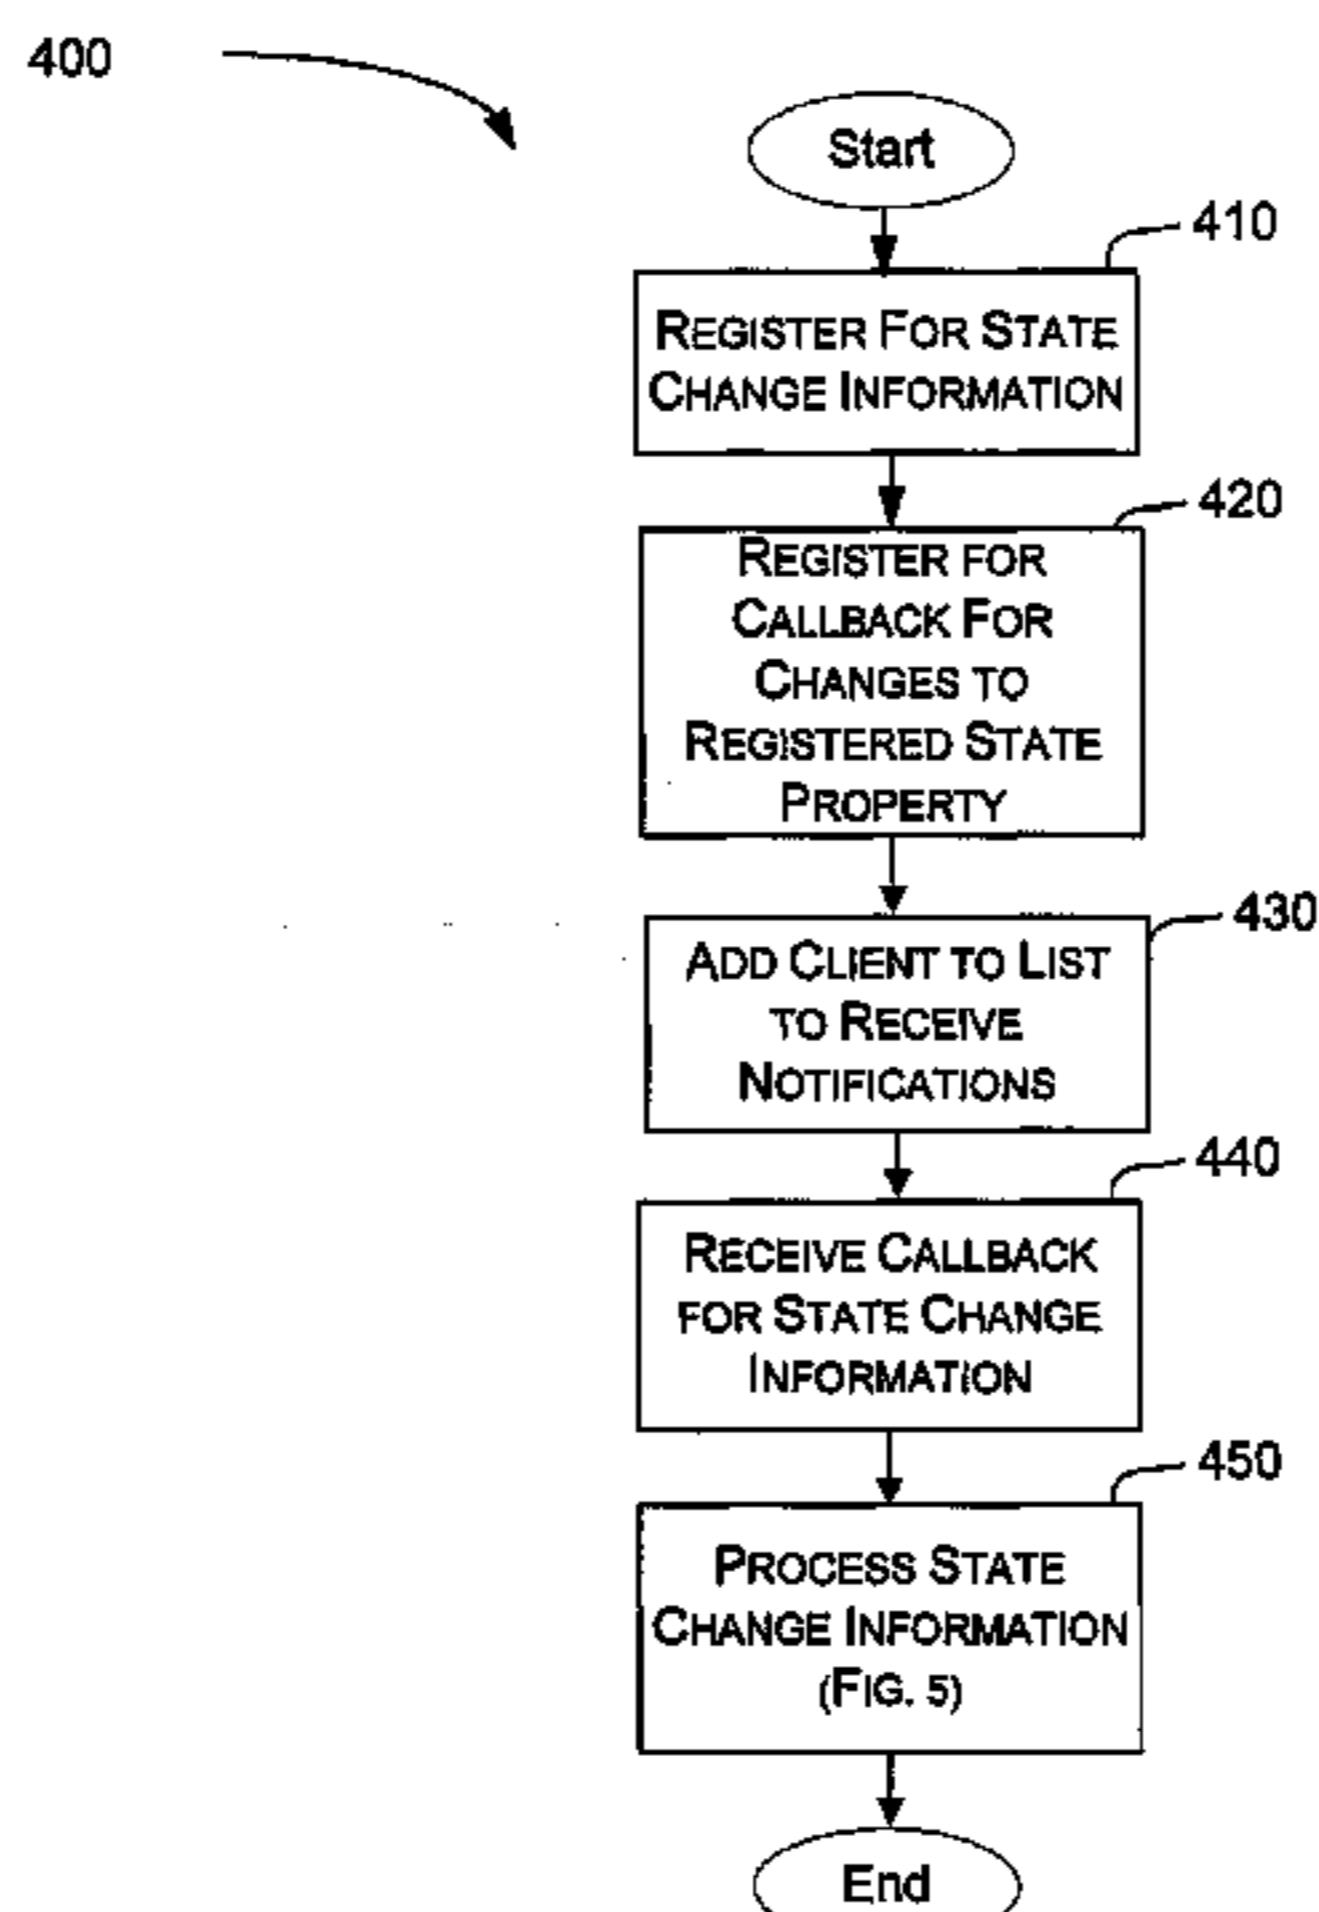 400
Start
410
REGISTER FOR STATE
CHANGE INFORMATION
420
REGISTER FOR
CALLBACK FOR
CHANGES TO
REGISTERED STATE
PROPERTY
430
ADD CLIENT TO LIST
TO RECEIVE
NOTIFICATIONS
440
RECEIVE CALLBACK
FOR STATE CHANGE
INFORMATION
450
PROCESS STATE
CHANGE INFORMATION
(FIG. 5)
End